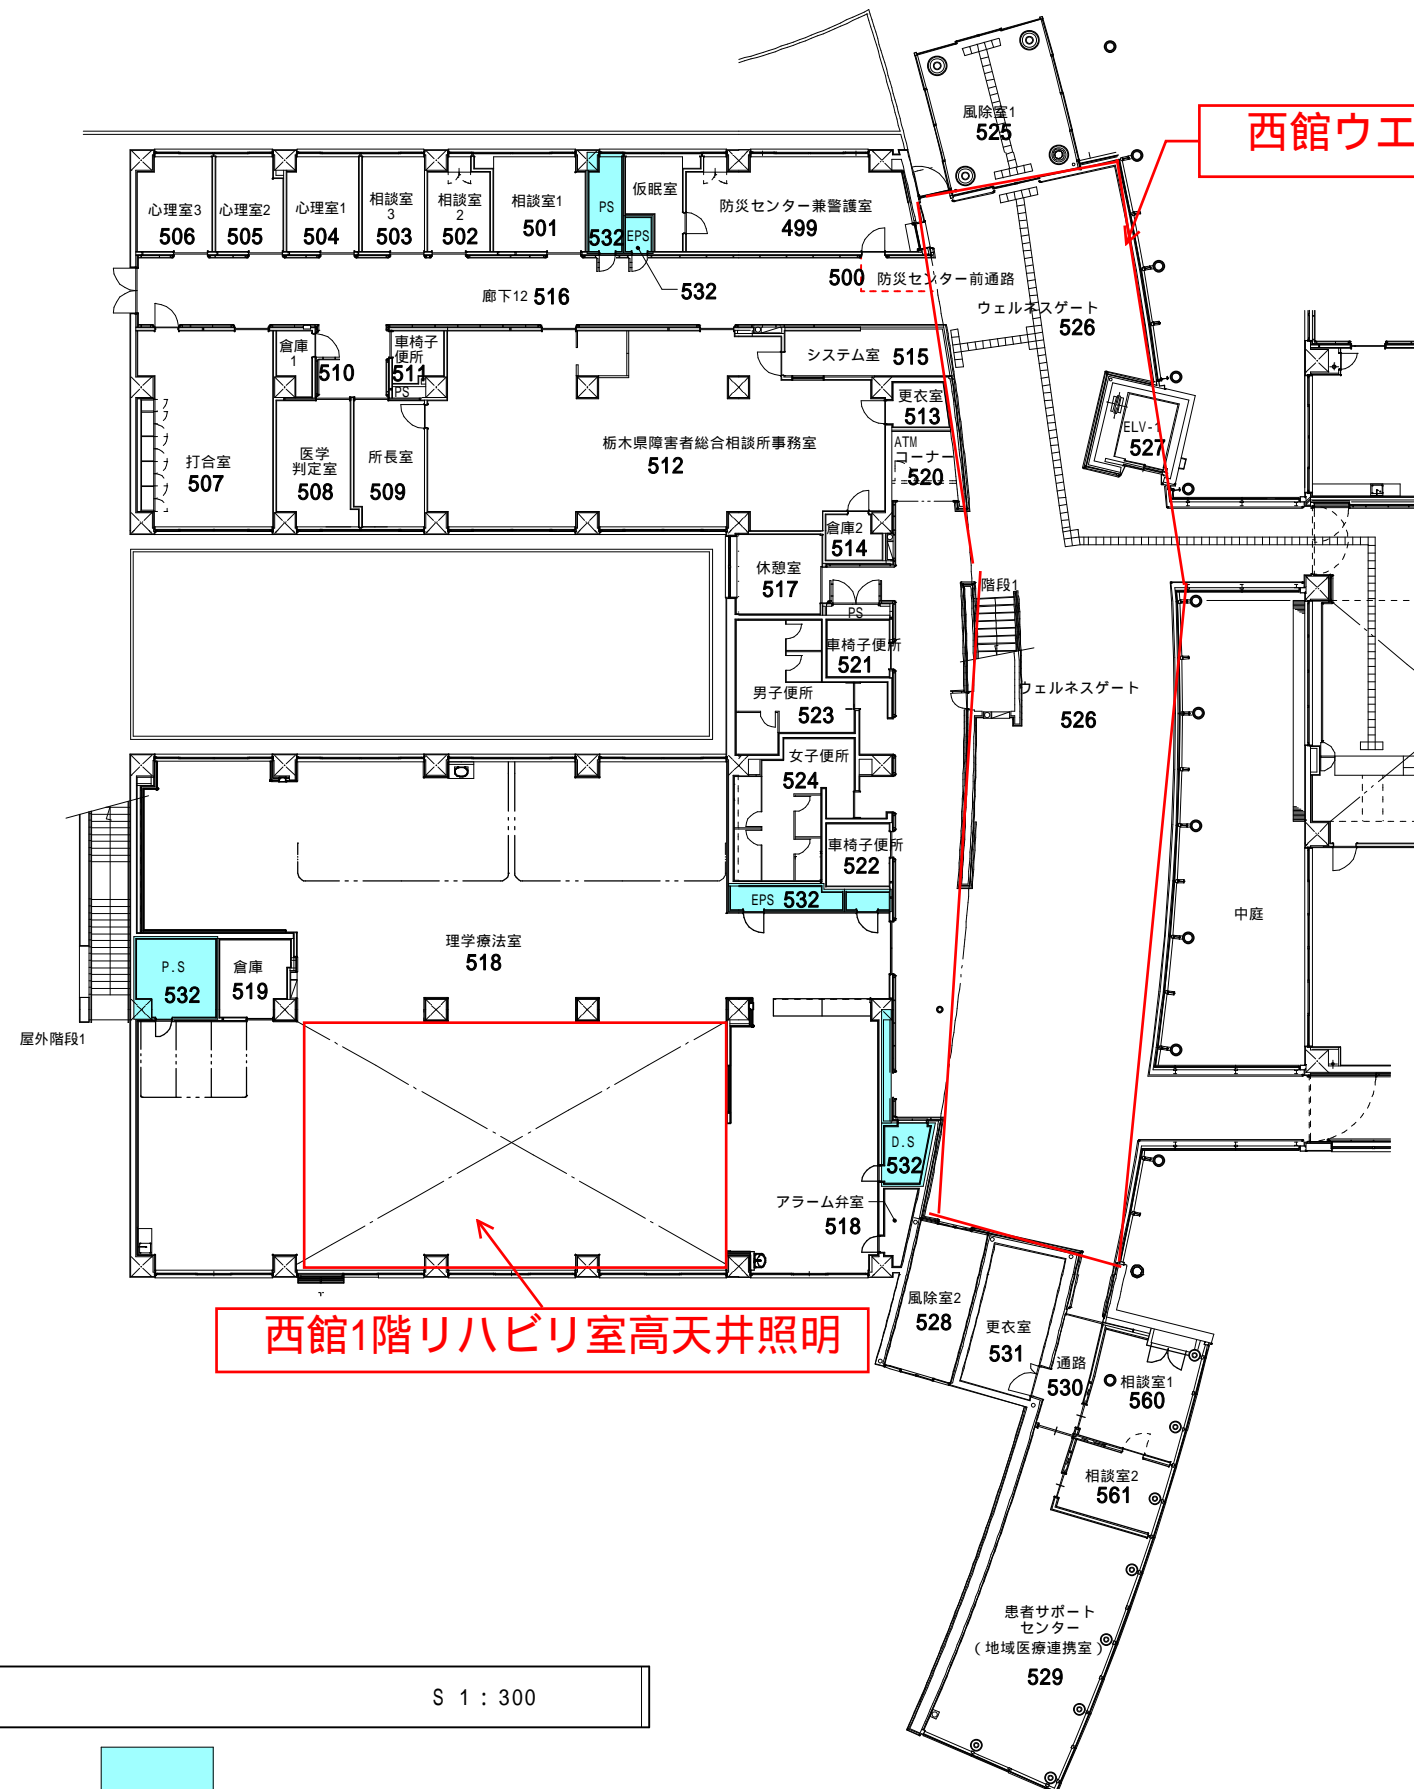 風除室1
525
西館ウエ
心理室3
506
心理室2
505
心理室1
504
相談室
3
503
相談室
2
502
相談室1
501
PS
532
仮眠室
EPS
防災センター兼警護室
499
532
500
防災センター前通路
廊下12 516
ウェルネスゲート
526
倉庫
1
510
車椅子
便所
511
PS
システム室 515
更衣室
513
ATM
コーナー
520
ELV-1
527
打合室
507
医学
判定室
508
所長室
509
栃木県障害者総合相談所事務室
512
倉庫2
514
休憩室
517
PS
階段1
車椅子便所
521
男子便所
523
ウェルネスゲート
526
女子便所
524
車椅子便所
522
EPS 532
中庭
理学療法室
518
P.S
532
倉庫
519
屋外階段1
D.S
532
アラーム弁室
518
西館1階リハビリ室高天井照明
風除室2
528
更衣室
531
通路
530
相談室1
560
相談室2
561
患者サポート
センター
(地域医療連携室)
529
S 1:300